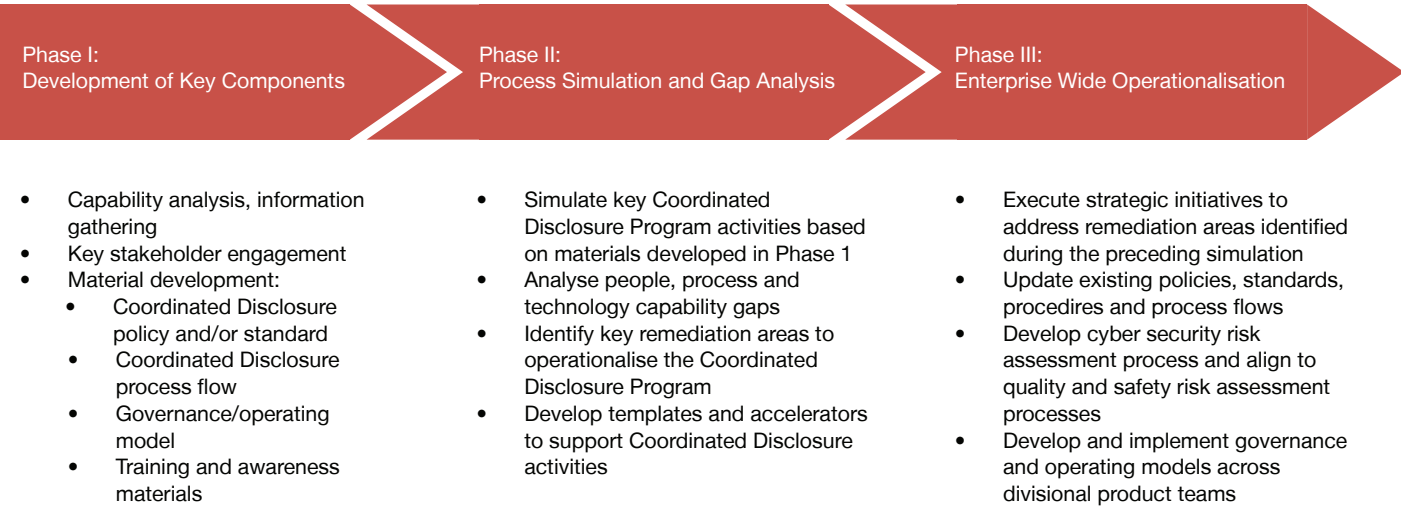 Phase I:
Development of Key Components
Phase II:
Process Simulation and Gap Analysis
Phase III:
Enterprise Wide Operationalisation
• Capability analysis, information
gathering
• Key stakeholder engagement
• Material development:
• Coordinated Disclosure
policy and/or standard
• Coordinated Disclosure
process flow
• Governance/operating
model
• Training and awareness
materials
• Simulate key Coordinated
Disclosure Program activities based
on materials developed in Phase 1
• Analyse people, process and
technology capability gaps
• Identify key remediation areas to
operationalise the Coordinated
Disclosure Program
• Develop templates and accelerators
to support Coordinated Disclosure
activities
• Execute strategic initiatives to
address remediation areas identified
during the preceding simulation
• Update existing policies, standards,
procedires and process flows
• Develop cyber security risk
assessment process and align to
quality and safety risk assessment
processes
• Develop and implement governance
and operating models across
divisional product teams